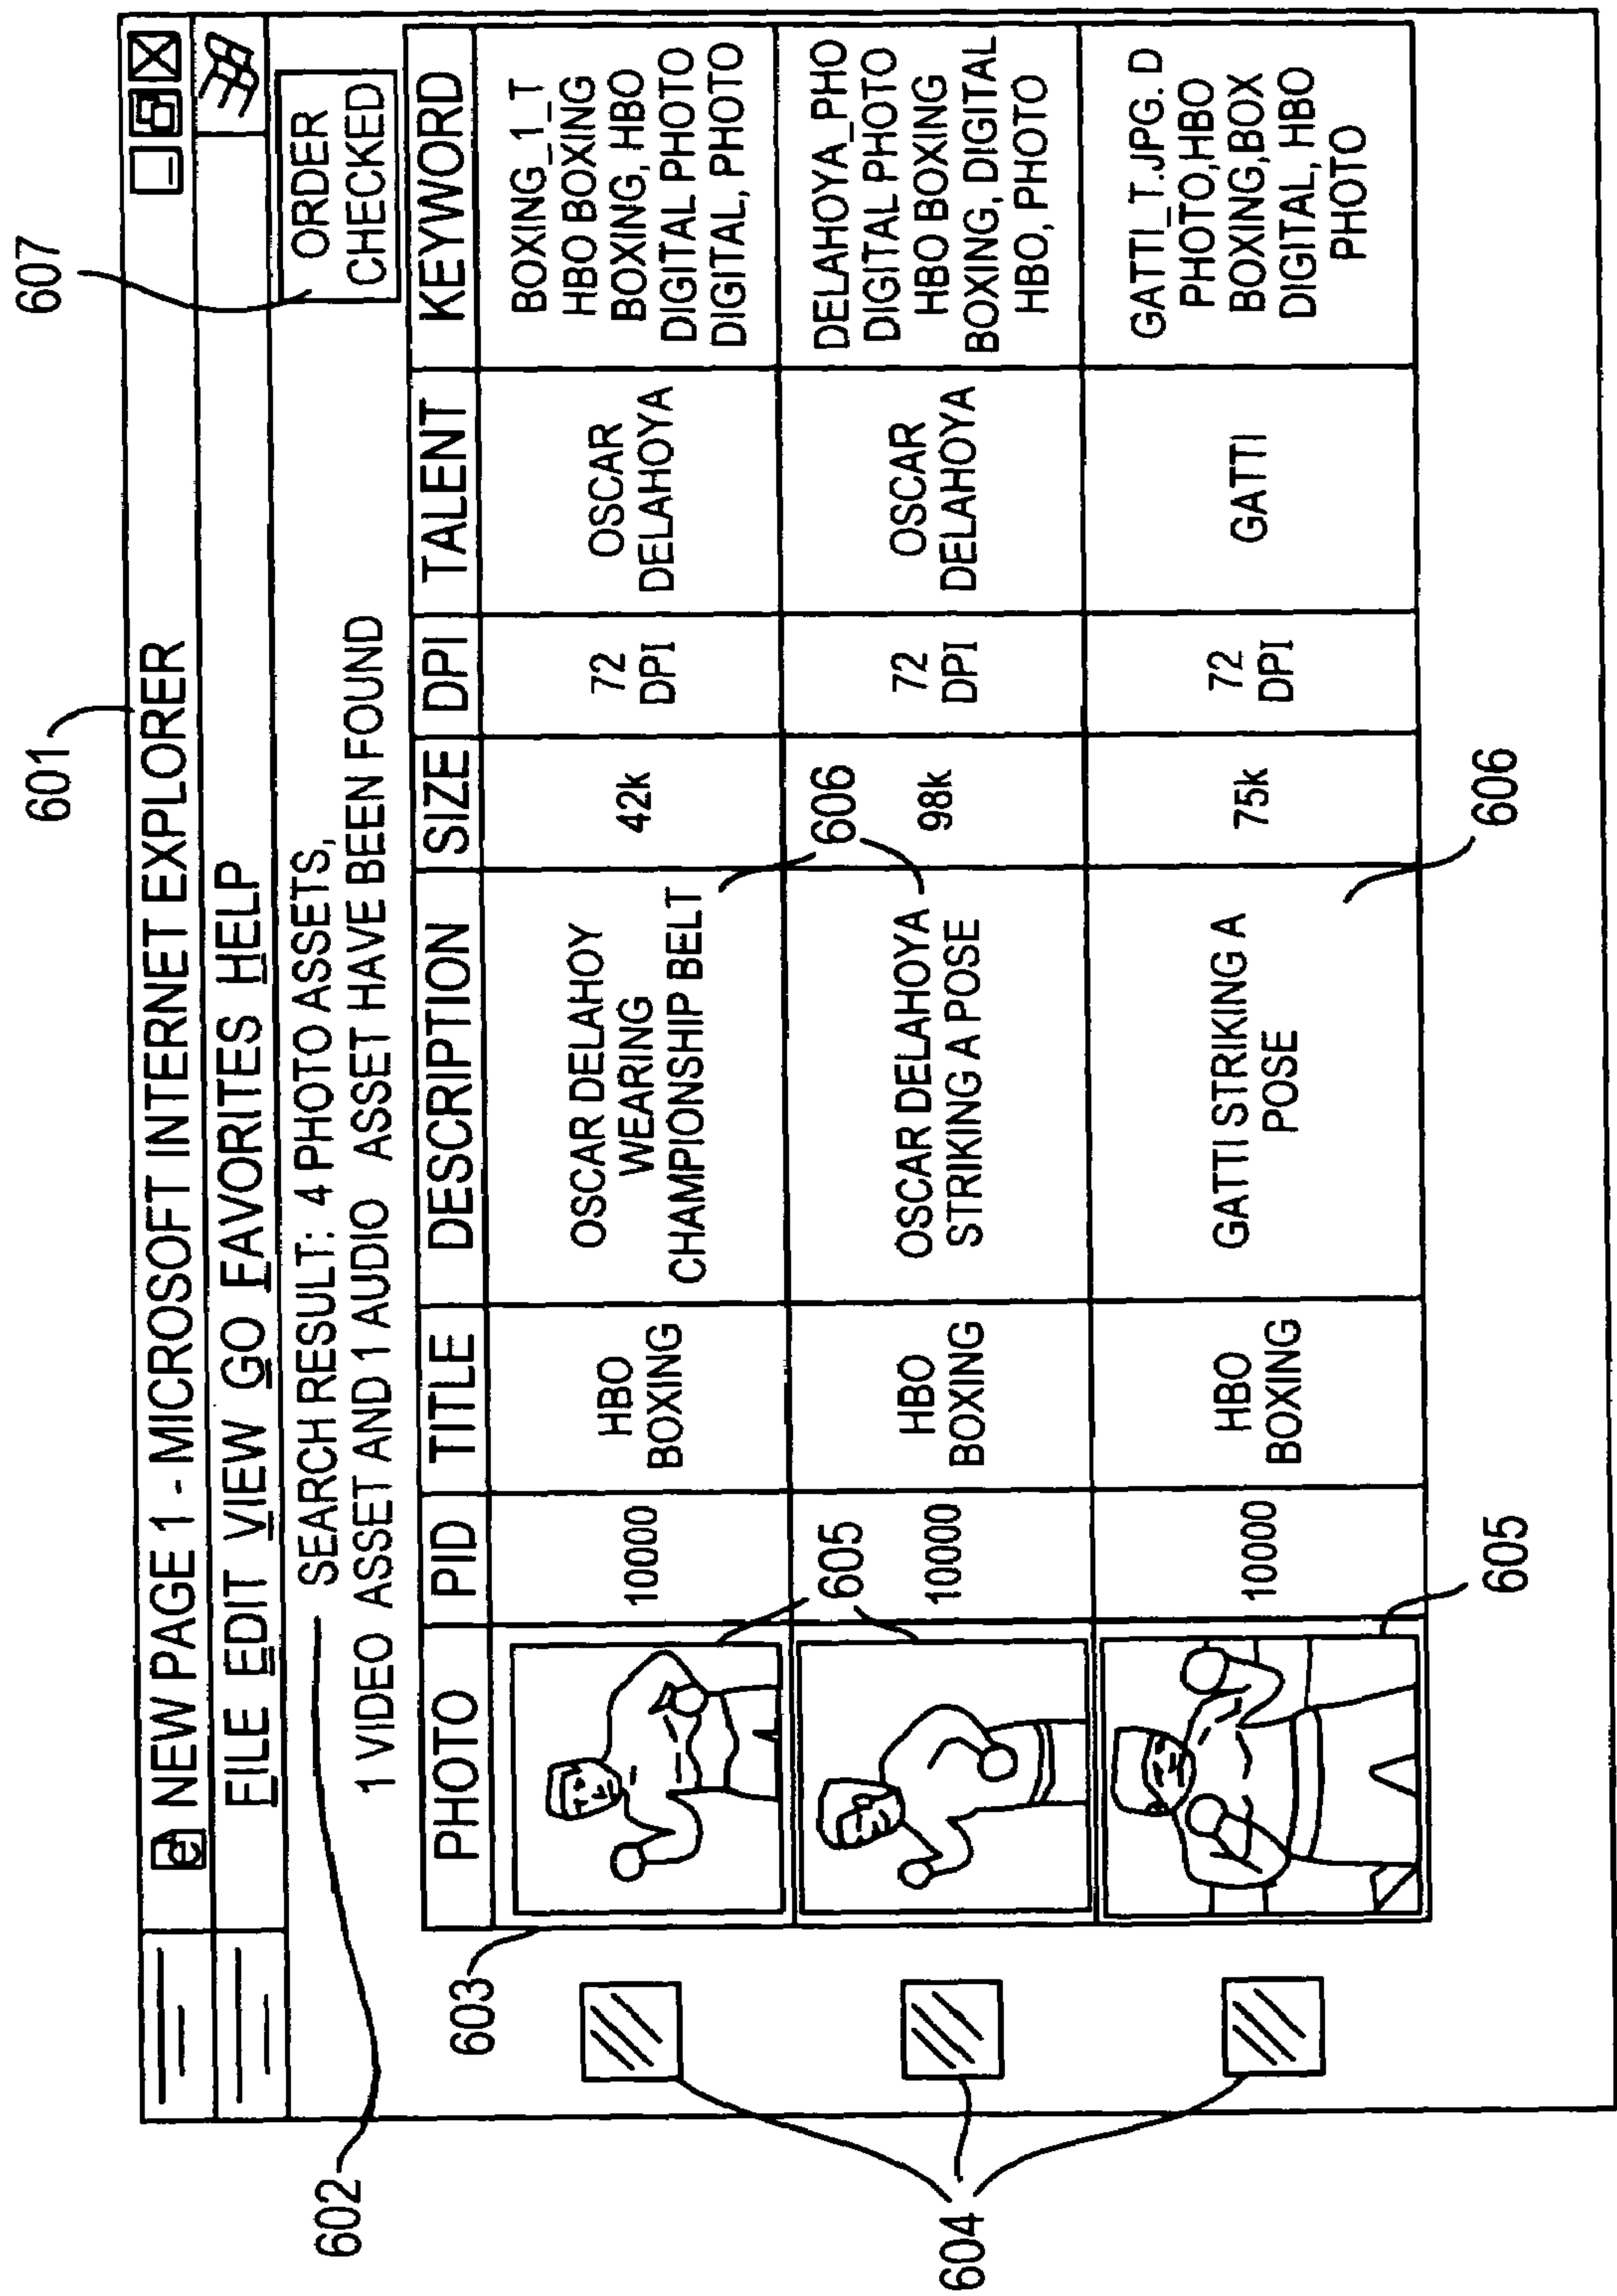 607
601
NEW PAGE 1 - MICROSOFT INTERNET EXPLORER
FILE EDIT VIEW GO FAVORITES HELP
602
SEARCH RESULT: 4 PHOTO ASSETS,
1 VIDEO ASSET AND 1 AUDIO ASSET HAVE BEEN FOUND
ORDER
CHECKED
603
PHOTO PID TITLE DESCRIPTION SIZE DPI TALENT KEYWORD
10000
HBO
BOXING
OSCAR DELAHOY
WEARING
CHAMPIONSHIP BELT
42k
72
DPI
OSCAR
DELAHOYA
BOXING_1_T
HBO BOXING
BOXING, HBO
DIGITAL PHOTO
DIGITAL, PHOTO
605
606
10000
HBO
BOXING
OSCAR DELAHOYA
STRIKING A POSE
98k
72
DPI
OSCAR
DELAHOYA
DELAHOYA_PHO
DIGITAL PHOTO
HBO BOXING
BOXING, DIGITAL
HBO, PHOTO
10000
HBO
BOXING
GATTI STRIKING A
POSE
75k
72
DPI
GATTI
GATTI_T.JPG. D
PHOTO,HBO
BOXING,BOX
DIGITAL, HBO
PHOTO
604
605
606